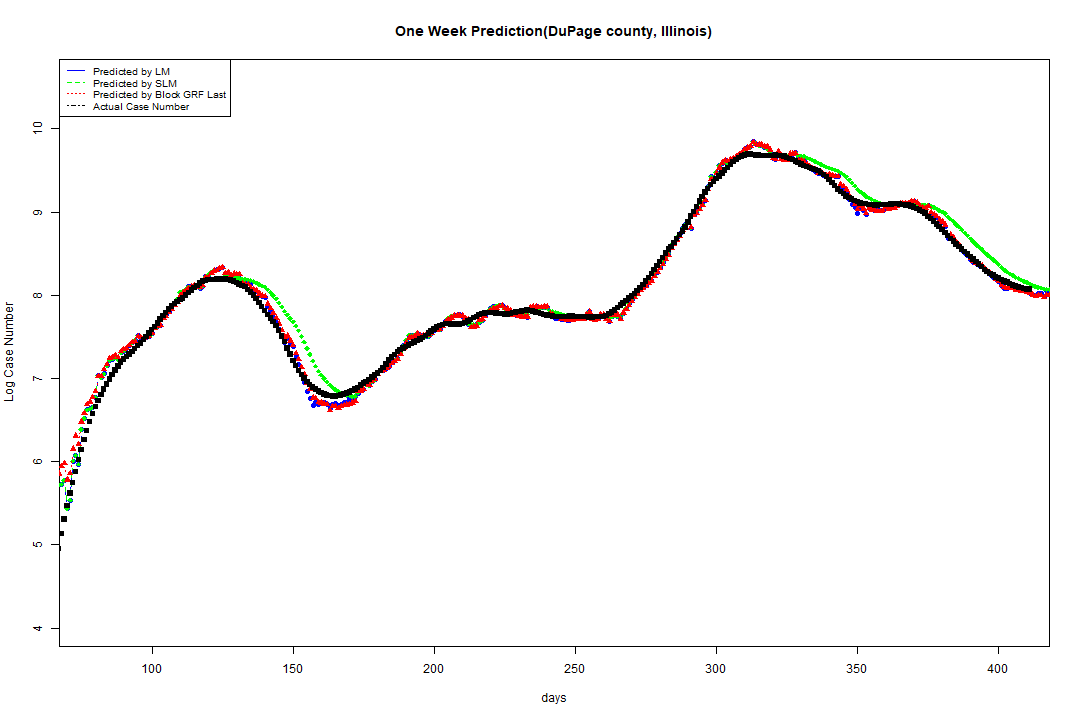 One Week Prediction(DuPage county, Illinois)
Predicted by LM
Predicted by SLM
Predicted by Block GRF Last
Actual Case Number
10
9
8
7
6
5
4
Log Case Number
100 150 200 250 300 350 400
days